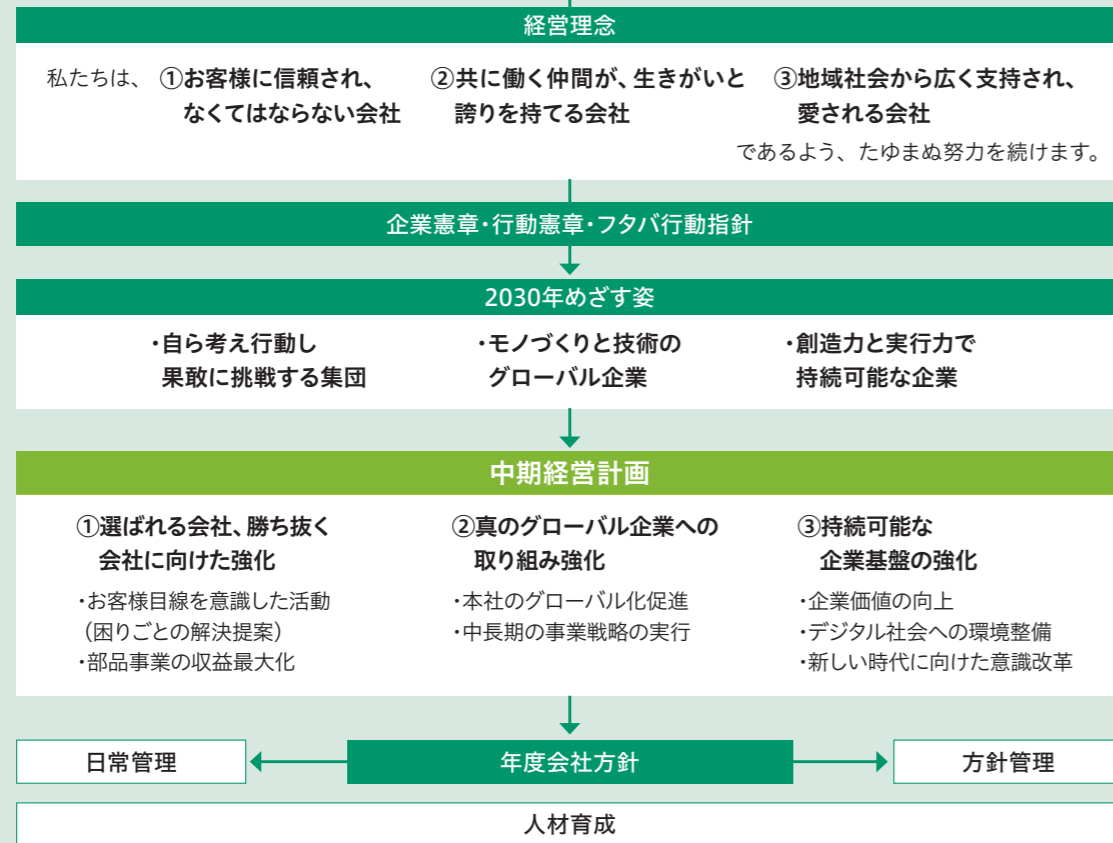 経営理念
私たちは、 ①お客様に信頼され、
なくてはならない会社
②共に働く仲間が、生きがいと
誇りを持てる会社
③地域社会から広く支持され、
愛される会社
であるよう、たゆまぬ努力を続けます。
企業憲章・行動憲章・フタバ行動指針
2030年めざす姿
・自ら考え行動し
果敢に挑戦する集団
・モノづくりと技術の
グローバル企業
・創造力と実行力で
持続可能な企業
中期経営計画
①選ばれる会社、勝ち抜く
会社に向けた強化
・お客様目線を意識した活動
(困りごとの解決提案)
・部品事業の収益最大化
②真のグローバル企業への
取り組み強化
・本社のグローバル化促進
・中長期の事業戦略の実行
③持続可能な
企業基盤の強化
・企業価値の向上
・デジタル社会への環境整備
・新しい時代に向けた意識改革
日常管理
年度会社方針
方針管理
人材育成